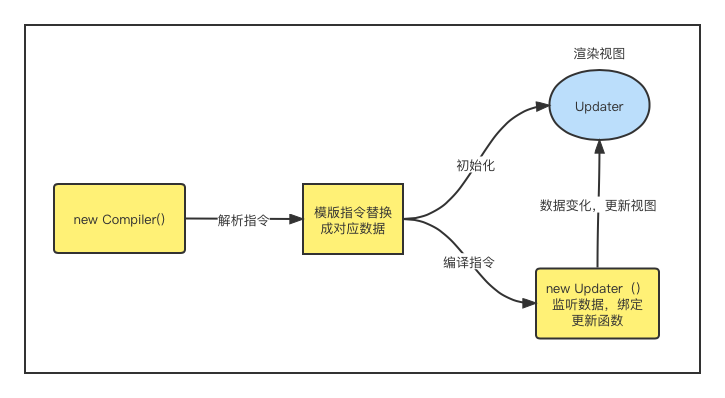 渲染视图
Updater
初始化
new Compiler()
解析指令
模版指令替换
成对应数据
数据变化，更新视图
编译指令
new Updater（）
监听数据，绑定
更新函数